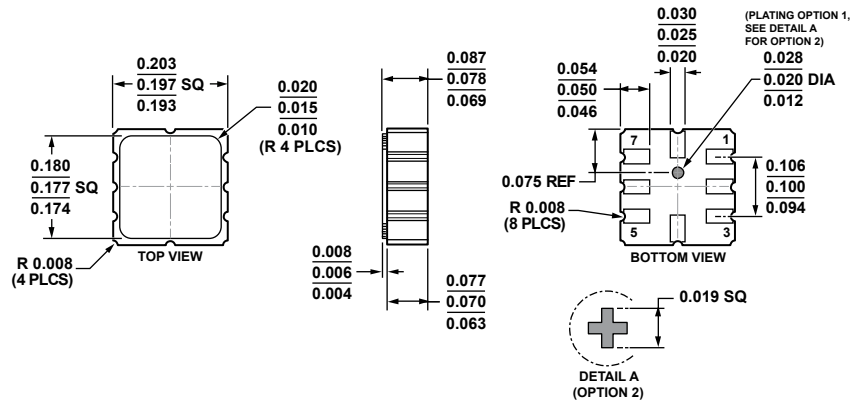 0.203
0.197 SQ
0.193
0.020
0.015
0.010
(R 4 PLCS)
0.180
0.177 SQ
0.174
R 0.008
(4 PLCS)
TOP VIEW
0.087
0.078
0.069
0.008
0.006
0.004
0.077
0.070
0.063
0.030
0.025
0.020
(PLATING OPTION 1,
SEE DETAIL A
FOR OPTION 2)
0.054
0.050
0.046
0.028
0.020 DIA
0.012
7
1
0.075 REF
0.106
0.100
0.094
R 0.008
(8 PLCS)
5
3
BOTTOM VIEW
0.019 SQ
DETAIL A
(OPTION 2)